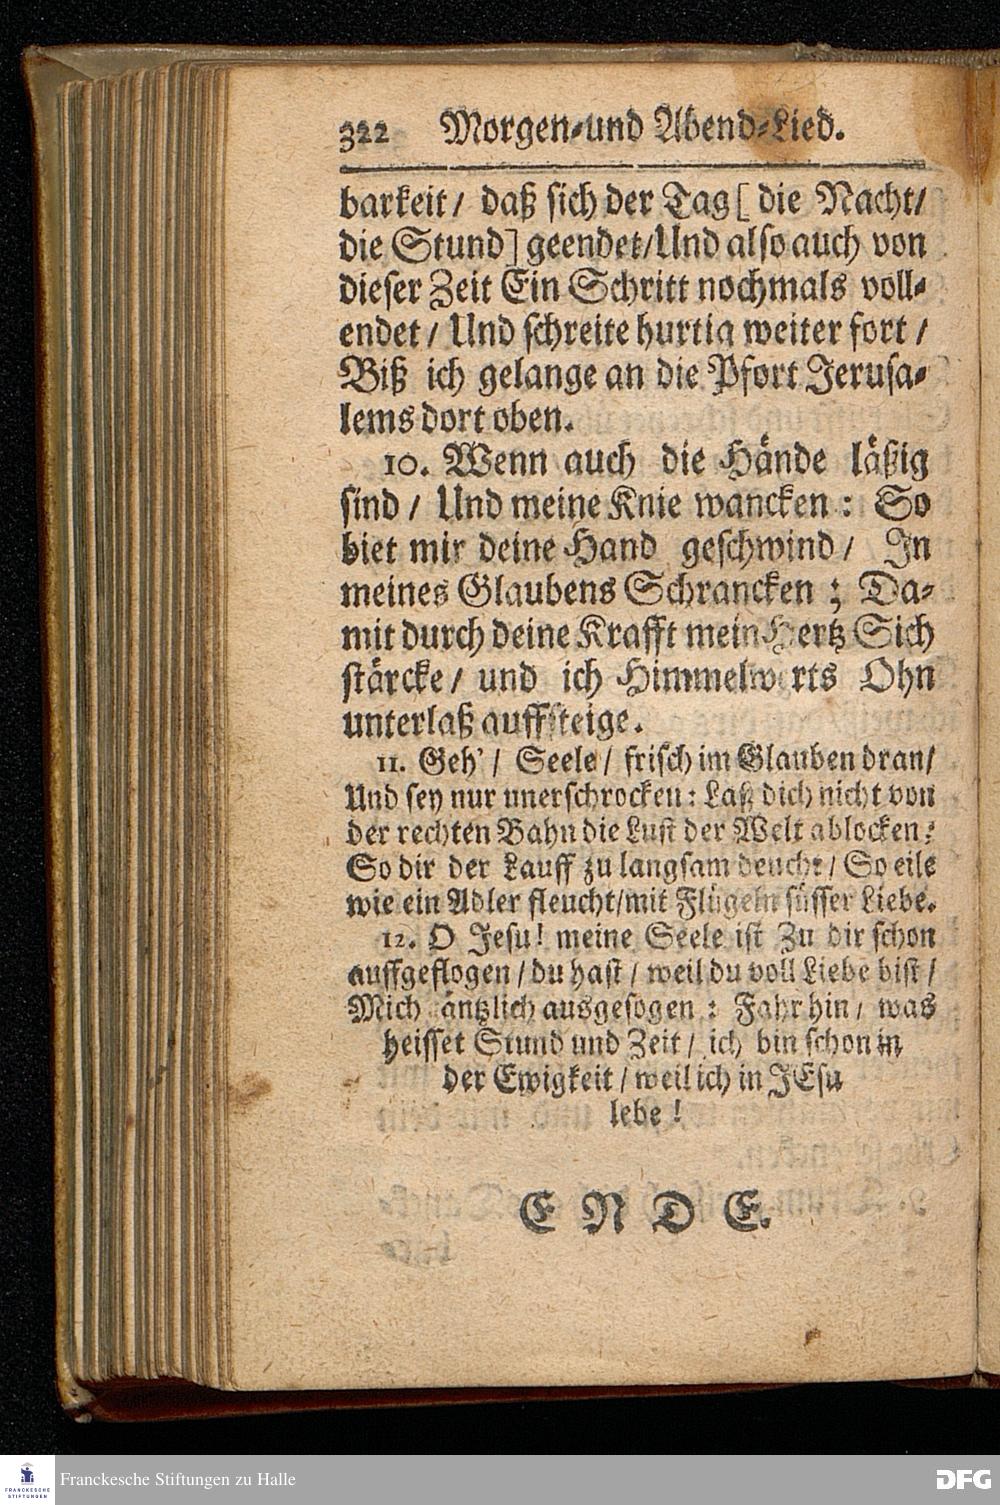 322 Morgen-und Abend-Lied.
barkeit/ daß sich der Tag [ die Nacht/
die Stund] geendet/Und also auch von
dieser Zeit Ein Schritt nochmals voll-
endet/ Und schreite hurtig weiter fort/
Biß ich gelange an die Pfort Jerusa-
lems dort oben.
10. Wenn auch die Hände läßig
sind/ Und meine Knie wancken: So
biet mir deine Hand geschwind/ In
meines Glaubens Schrancken; Da-
mit durch deine Krafft mein Hertz Sich
stärcke/ und ich Himmelwerts Ohn
unterlaß auffsteige.
11. Geh'/ Seele/ frisch im Glauben dran/
Und sey nur unerschrocken: Laß dich nicht von
der rechten Bahn die Lust der Welt ablocken:
So dir der Lauff zu langsam deucht/ So eile
wie ein Adler fleucht/mit Flügeln süsser Liebe.
12. O Jesu! meine Seele ist Zu dir schon
auffgeflogen/du hast/ weil du voll Liebe bist/
Mich äntzlich ausgesogen: Fahr hin/ was
heisset Stund und Zeit/ ich bin schon in
der Ewigkeit/weil ich in JEsu
lebe!
ENDE.
FRANCKESCHE
STIFTUNGEN
Franckesche Stiftungen zu Halle
DFG